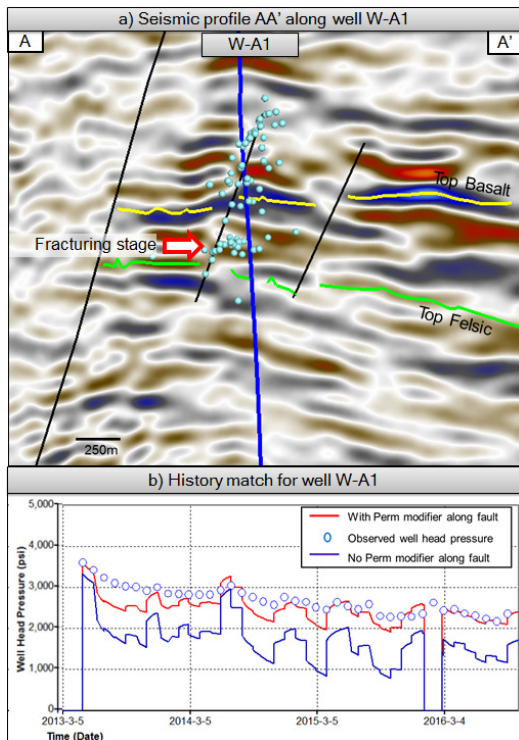 a) Seismic profile AA' along well W-A1
A
W-A1
A'
Top Basalt
Fracturing stage
Top Felsic
250m
b) History match for well W-A1
5,000
4,000
3,000
2,000
1,000
0
Well Head Pressure (psi)
With Perm modifier along fault
Observed well head pressure
No Perm modifier along fault
2013-3-5
2014-3-5
2015-3-5
2016-3-4
Time (Date)